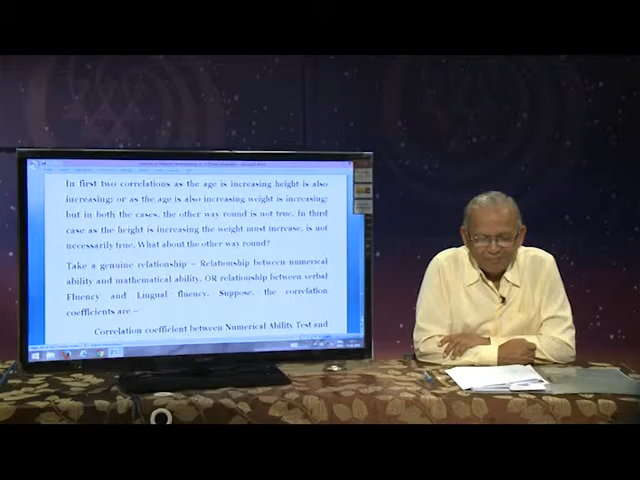 In first two correlations as the age is increasing height is also
increasing; or as the age is also increasing weight is increasing;
but in both the cases, the other way round is not true. In third
case as the height is increasing the weight must increase, is not
necessarily true. What about the other way round?
Take a genuine relationship – Relationship between numerical
ability and mathematical ability. OR relationship between verbal
Fluency and Lingual fluency. Suppose, the correlation
coefficients are –
Correlation coefficient between Numerical Ability Test and